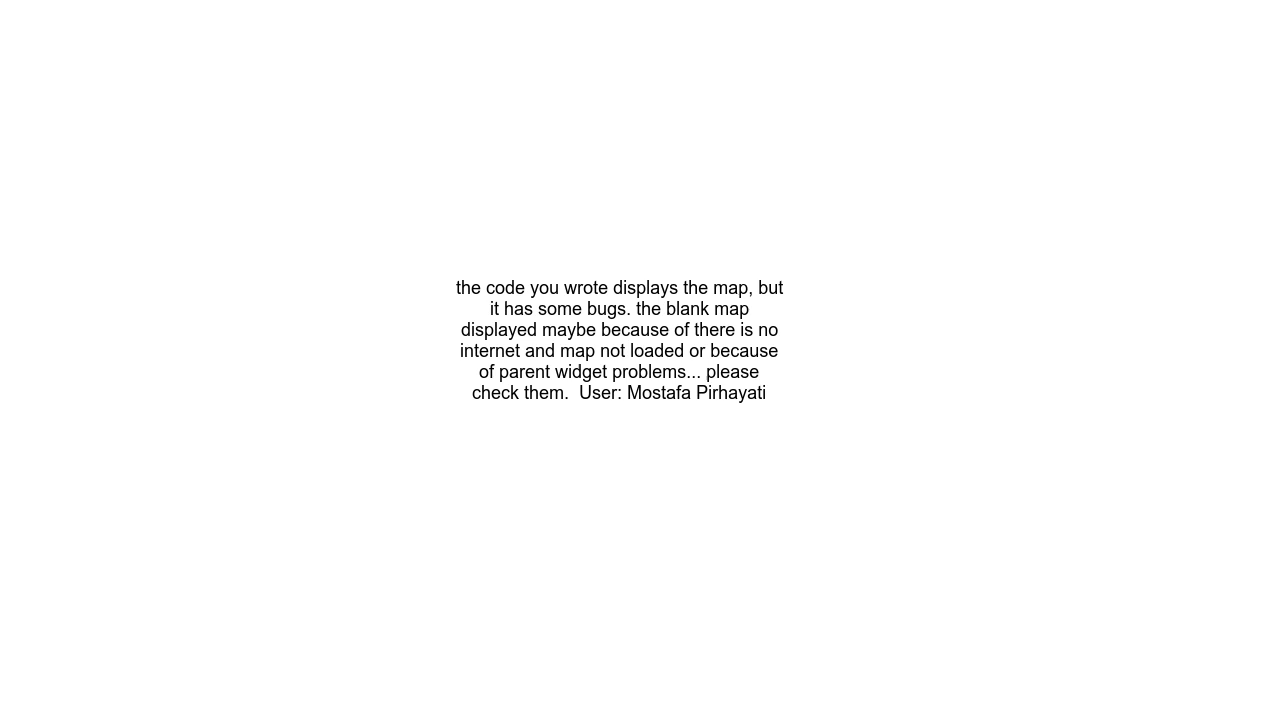 the code you wrote displays the map, but
it has some bugs. the blank map
displayed maybe because of there is no
internet and map not loaded or because
of parent widget problems... please
check them.  User: Mostafa Pirhayati